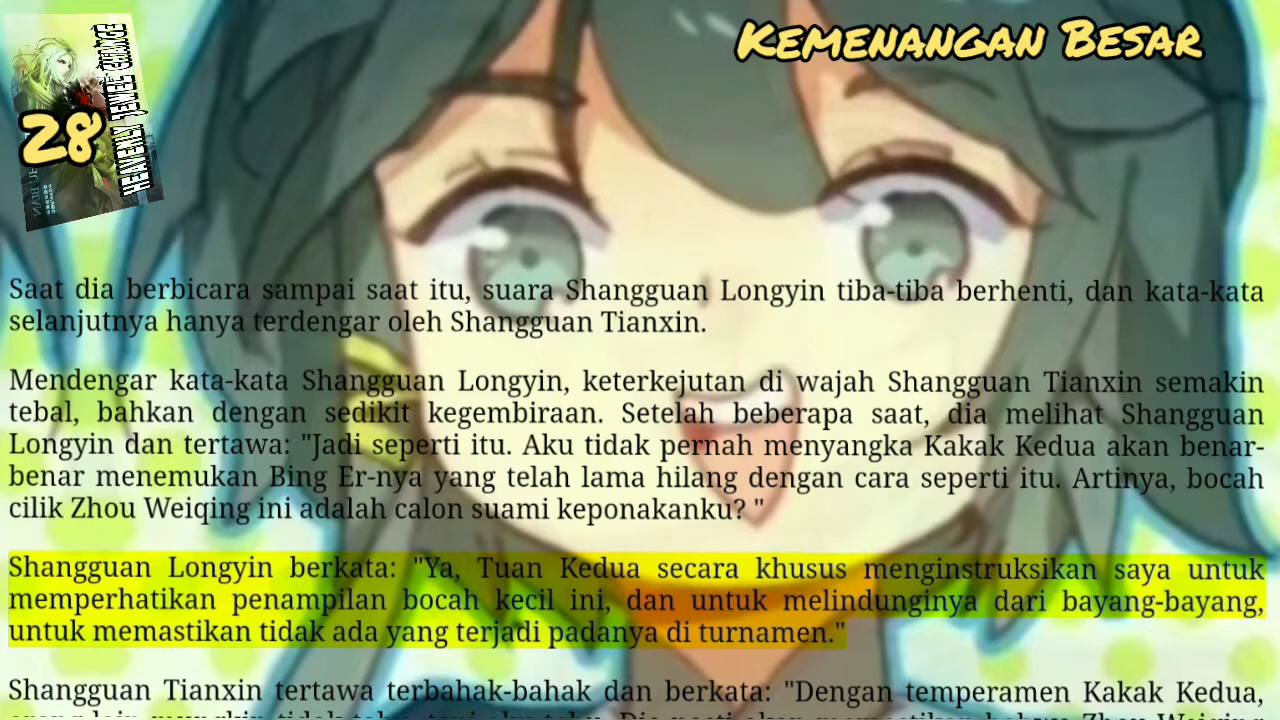 Kemenangan Besar
28
HEAVENLY JEWEL CHANGE
Saat dia berbicara sampai saat itu, suara Shangguan Longyin tiba-tiba berhenti, dan kata-kata
selanjutnya hanya terdengar oleh Shangguan Tianxin.
Mendengar kata-kata Shangguan Longyin, keterkejutan di wajah Shangguan Tianxin semakin
tebal, bahkan dengan sedikit kegembiraan. Setelah beberapa saat, dia melihat Shangguan
Longyin dan tertawa: "Jadi seperti itu. Aku tidak pernah menyangka Kakak Kedua akan benar-
benar menemukan Bing Er-nya yang telah lama hilang dengan cara seperti itu. Artinya, bocah
cilik Zhou Weiqing ini adalah calon suami keponakanku? "
Shangguan Longyin berkata: "Ya, Tuan Kedua secara khusus menginstruksikan saya untuk
memperhatikan penampilan bocah kecil ini, dan untuk melindunginya dari bayang-bayang,
untuk memastikan tidak ada yang terjadi padanya di turnamen."
Shangguan Tianxin tertawa terbahak-bahak dan berkata: "Dengan temperamen Kakak Kedua,